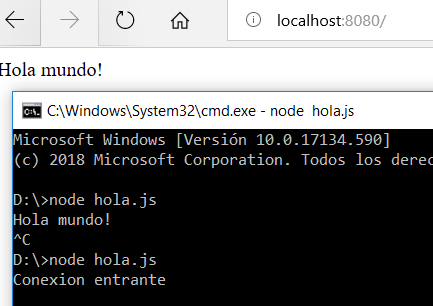 localhost:8080/
Hola mundo!
C:\Windows\System32\cmd.exe - node hola.js
Microsoft Windows [Versión 10.0.17134.590]
(c) 2018 Microsoft Corporation. Todos los derec
D:\>node hola.js
Hola mundo!
^C
D:\>node hola.js
Conexion entrante